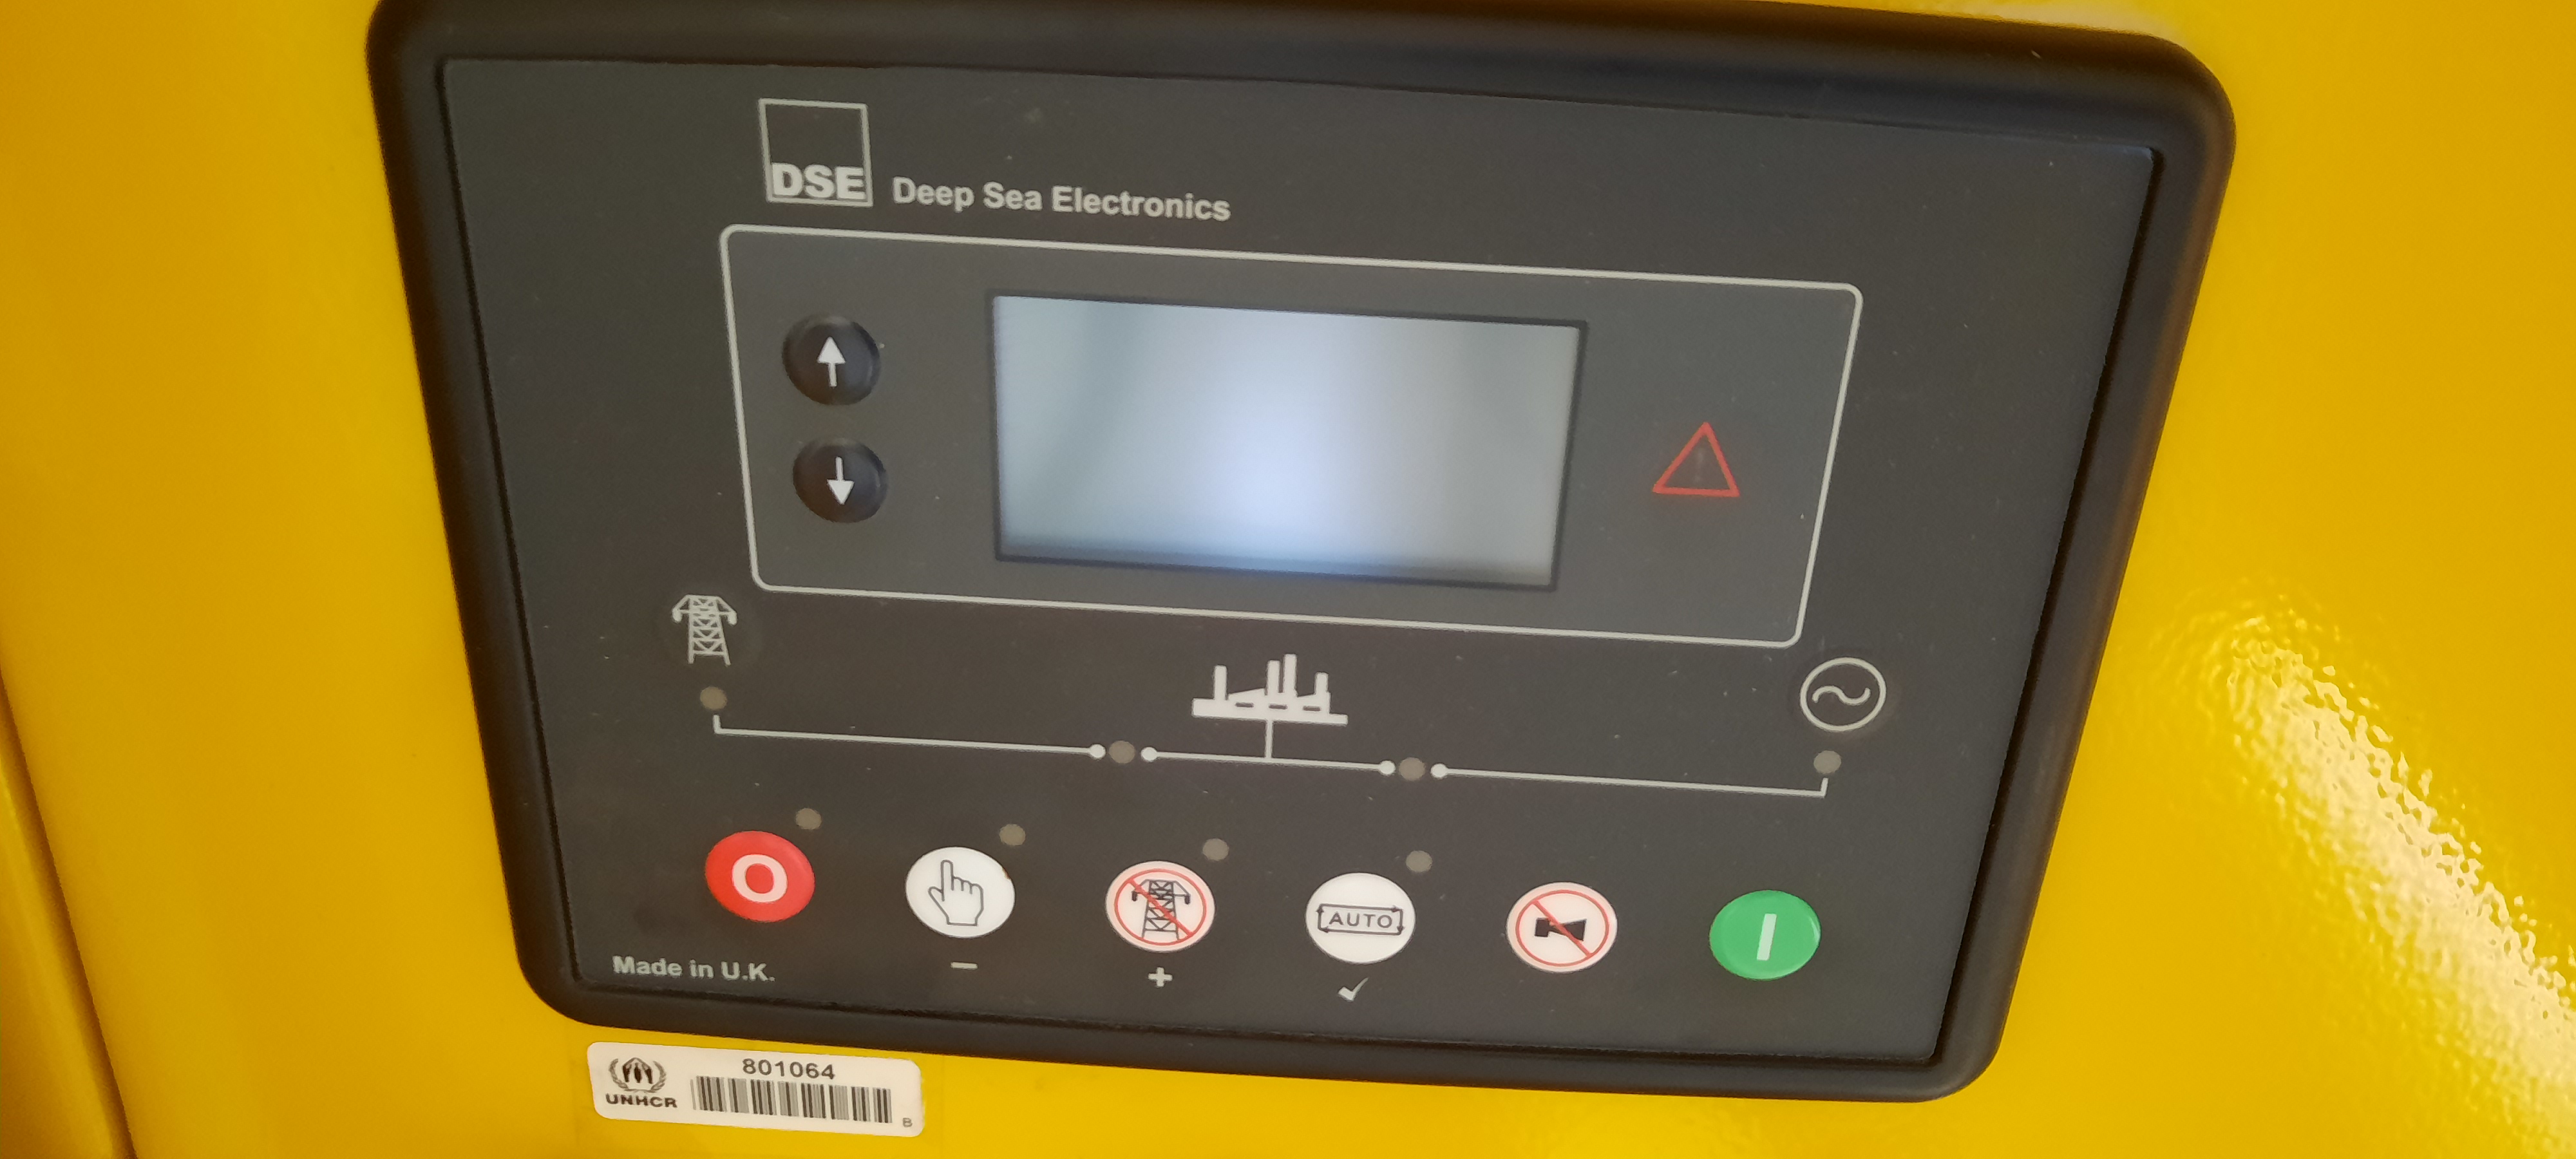 DSE Deep Sea Electronics
O
AUTO
I
-
+
✓
Made in U.K.
801064
UNHCR
B